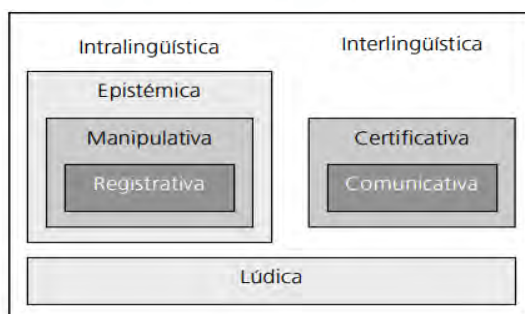 Intralingüística
Interlingüística
Epistémica
Manipulativa
Certificativa
Registrativa
Comunicativa
Lúdica